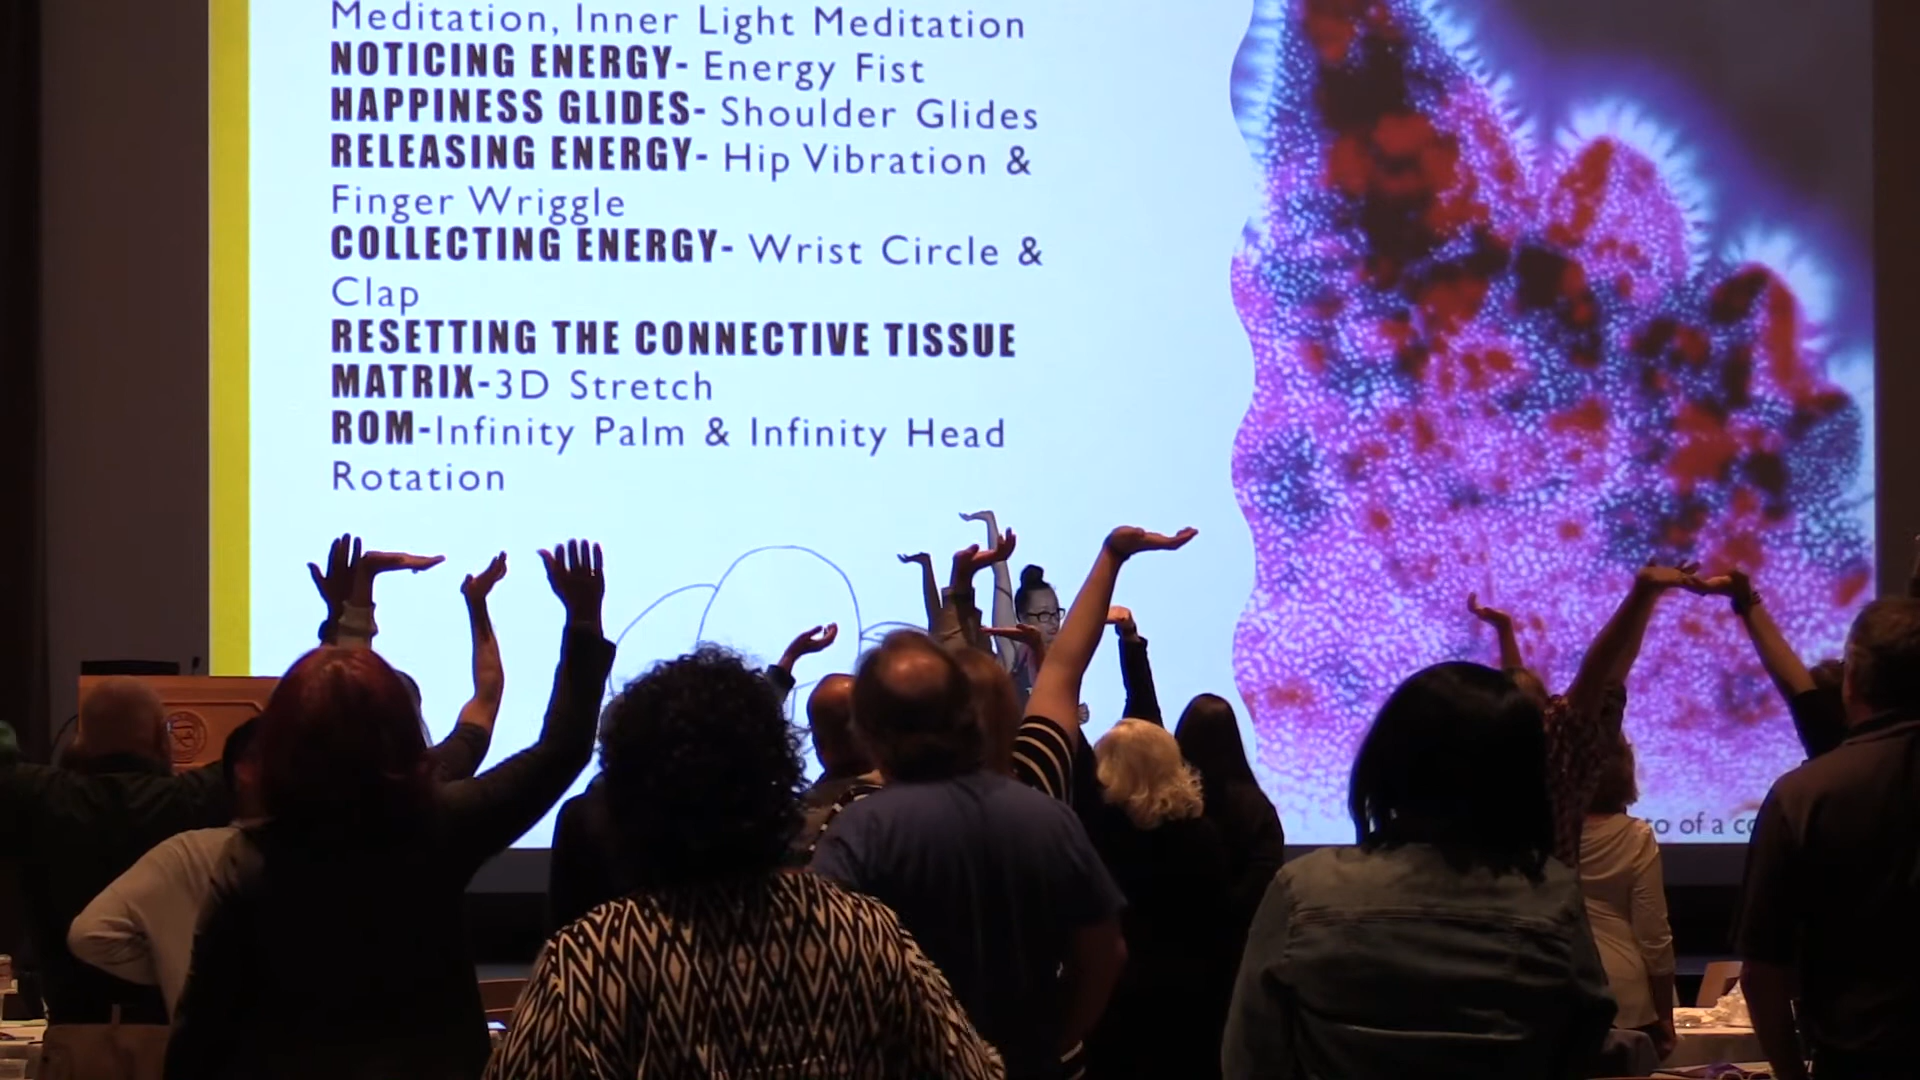 Meditation, Inner Light Meditation
NOTICING ENERGY- Energy Fist
HAPPINESS GLIDES- Shoulder Glides
RELEASING ENERGY- Hip Vibration &
Finger Wriggle
COLLECTING ENERGY- Wrist Circle &
Clap
RESETTING THE CONNECTIVE TISSUE
MATRIX-3D Stretch
ROM-Infinity Palm & Infinity Head
Rotation
of a